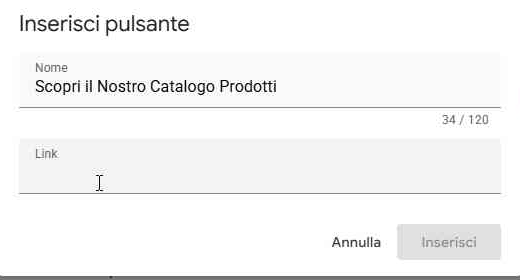 Inserisci pulsante
Nome
Scopri il Nostro Catalogo Prodotti
34 / 120
Link
Annulla
Inserisci